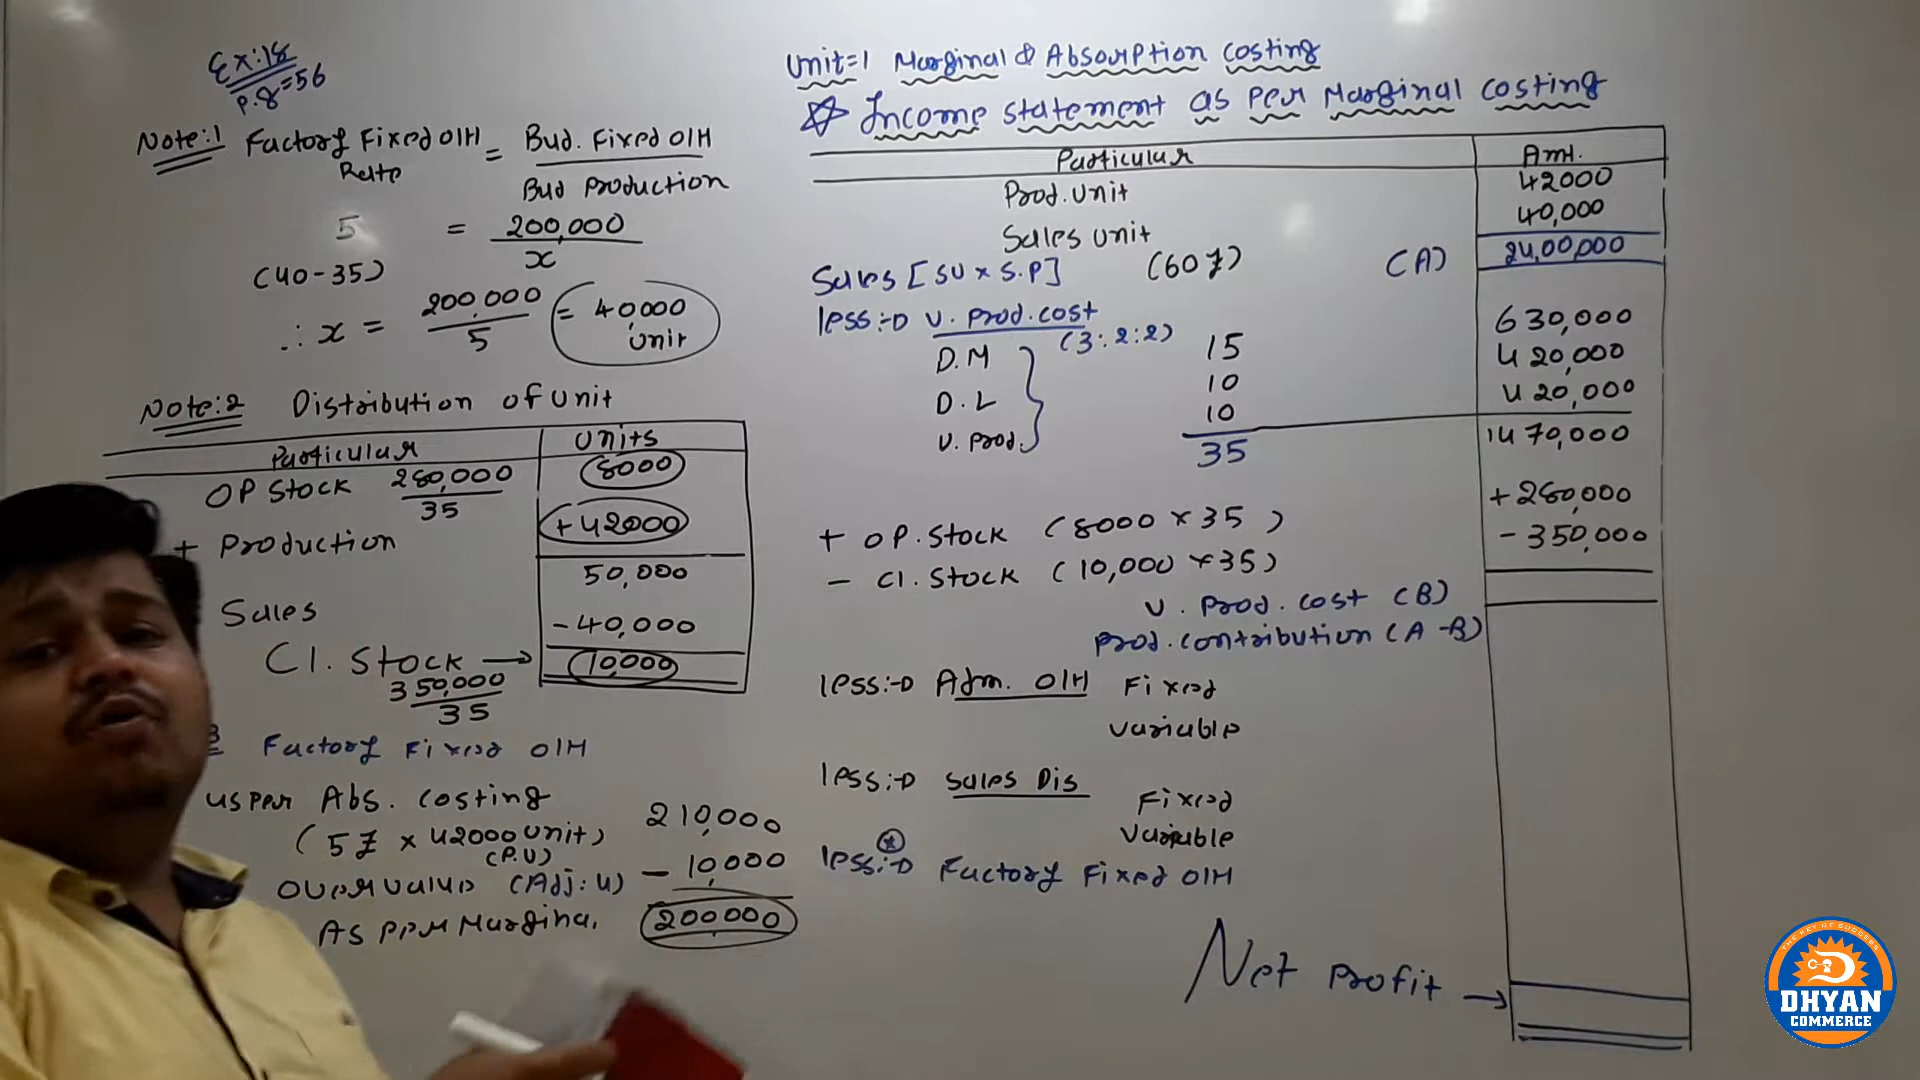 Ex:18
P.g=56
Note:1 Factory Fixed O/H Rate = Bud. Fixed O/H
Bud Production
5 = 200,000
x
(40-35)
∴ x = 200,000 = 40000
5 unit
Note:2 Distribution of Unit
Particular Units
OP Stock 280,000 8000
35
+ Production +42000
50,000
Sales -40,000
Cl. Stock → 10,000
350,000
35
3 Factory Fixed O/H
as per Abs. Costing 210,000
(5₹ x 42000 unit)
(P.U)
Overvalue (Adj: 4) - 10,000
As per Margina. 200000
Unit=1 Marginal & Absorption Costing
☆ Income statement as per Marginal costing
Particular Amt.
Prod. Unit 42000
Sales Unit 40,000
Sales [SU x S.P] (60₹) (A) 24,00,000
less:→ V. Prod. Cost
(3:2:2)
D.M 15 630,000
D.L 10 420,000
V. Prod. 10 420,000
35 1470,000
+ OP. Stock (8000 x 35) +280,000
- Cl. Stock (10,000 x 35) -350,000
V. Prod. Cost (B)
Prod. Contribution (A-B)
less:→ Adm. O/H Fixed
Variable
less:→ Sales Dis Fixed
Variable
less:→ Factory Fixed O/H
Net Profit →
THE KEY OF SUCCESS
DHYAN
COMMERCE